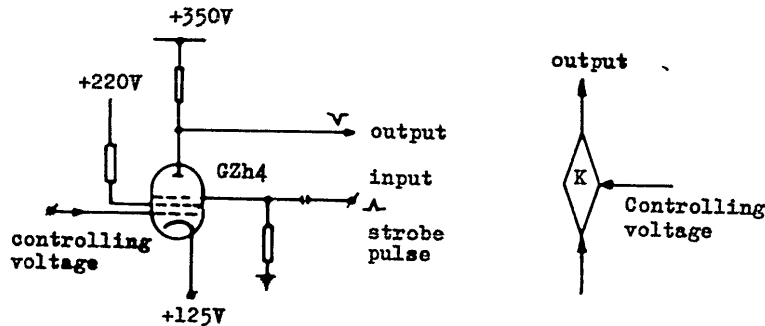 +350V
+220V
output
GZh4
input
strobe
pulse
controlling
voltage
+125V
output
K
Controlling
voltage